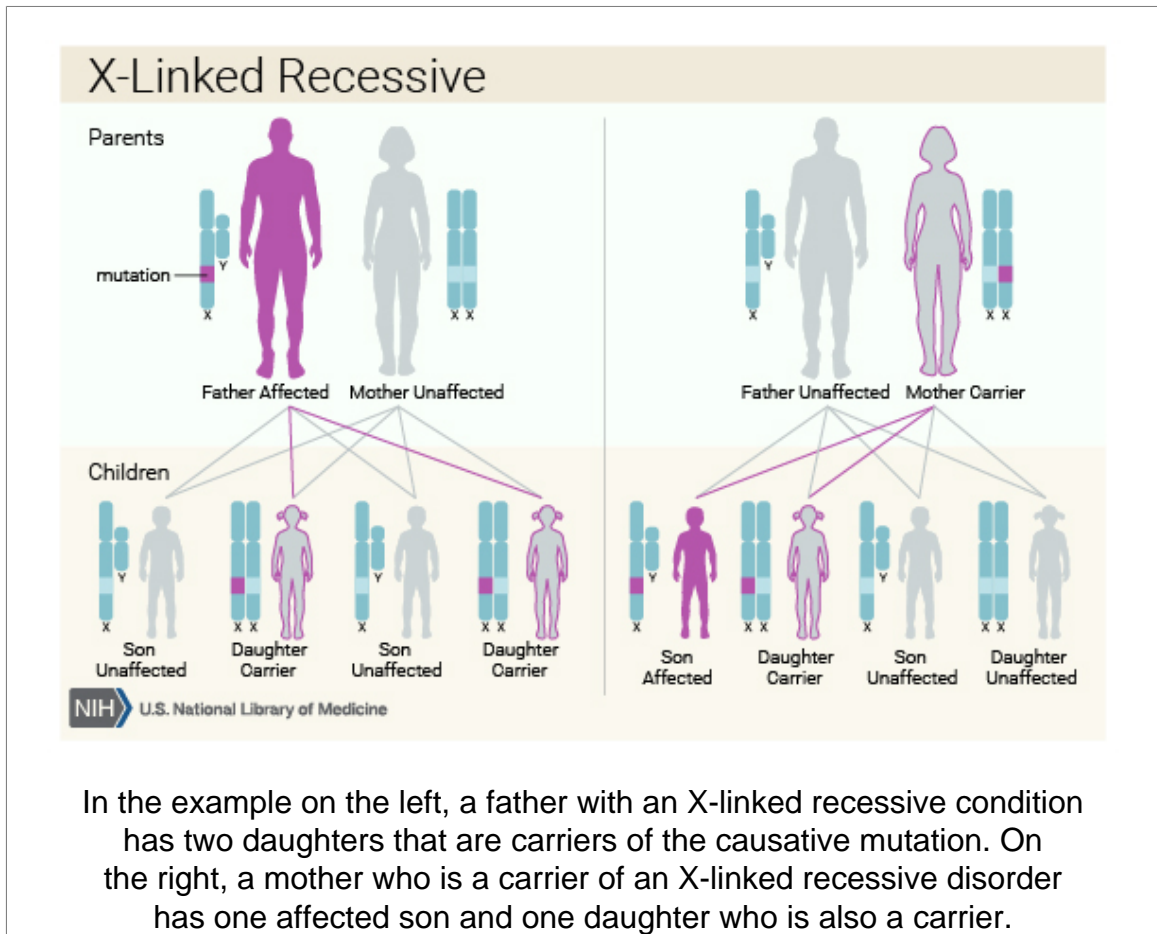 X-Linked Recessive
Parents
Y
Y
mutation
X
X X
X
X X
Father Affected
Mother Unaffected
Father Unaffected
Mother Carrier
Children
Y
Y
Y
Y
X
X X
X
X X
X
X X
X
X X
Son
Unaffected
Daughter
Carrier
Son
Unaffected
Daughter
Carrier
Son
Affected
Daughter
Carrier
Son
Unaffected
Daughter
Unaffected
NIH U.S. National Library of Medicine
In the example on the left, a father with an X-linked recessive condition
has two daughters that are carriers of the causative mutation. On
the right, a mother who is a carrier of an X-linked recessive disorder
has one affected son and one daughter who is also a carrier.